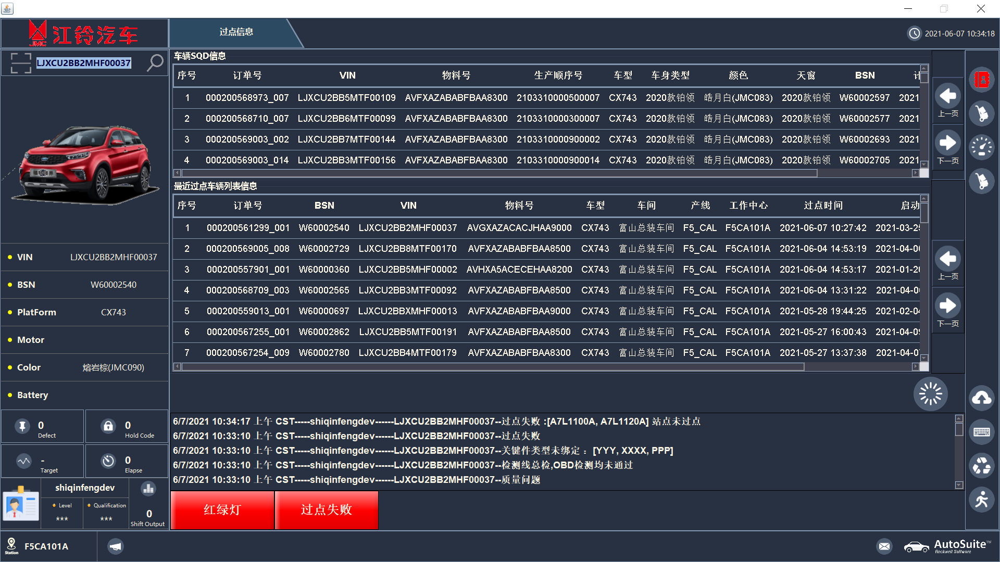 JMC 江铃汽车
过点信息
2021-06-07 10:34:18
LJXCU2BB2MHF00037
车辆SQD信息
序号 订单号 VIN 物料号 生产顺序号 车型 车身类型 颜色 天窗 BSN
1 000200568973_007 LJXCU2BB5MTF00109 AVFXAZABABFBAA8300 2103310000500007 CX743 2020款铂领 皓月白(JMC083) 2020款铂领 W60002597 2021
2 000200568710_007 LJXCU2BB6MTF00099 AVFXAZABABFBAA8300 2103310000300007 CX743 2020款铂领 皓月白(JMC083) 2020款铂领 W60002577 2021
3 000200569003_002 LJXCU2BB7MTF00144 AVFXAZABABFBAA8300 2103310000900002 CX743 2020款铂领 皓月白(JMC083) 2020款铂领 W60002693 2021
4 000200569003_014 LJXCU2BB3MTF00156 AVFXAZABABFBAA8300 2103310000900014 CX743 2020款铂领 皓月白(JMC083) 2020款铂领 W60002705 2021
上一页
下一页
最近过点车辆列表信息
序号 订单号 BSN VIN 物料号 车型 车间 产线 工作中心 过点时间 启动
1 000200561299_001 W60002540 LJXCU2BB2MHF00037 AVGXAZACACJHAA9000 CX743 富山总装车间 F5_CAL F5CA101A 2021-06-07 10:27:42 2021-03-25
2 000200569005_008 W60002729 LJXCU2BB8MTF00170 AVFXAZABABFBAA8500 CX743 富山总装车间 F5_CAL F5CA101A 2021-06-04 14:53:19 2021-04-0
3 000200557901_001 W60000360 LJXCU2BB5MHF00002 AVHXA5ACECEHAA8200 CX743 富山总装车间 F5_CAL F5CA101A 2021-06-04 14:53:17 2021-01-2
4 000200568709_003 W60002565 LJXCU2BB3MTF00092 AVFXAZABABFBAA8500 CX743 富山总装车间 F5_CAL F5CA101A 2021-06-04 13:31:22 2021-04-0
5 000200559013_001 W60000697 LJXCU2BBXMHF00013 AVFXAZABABFBAA9000 CX743 富山总装车间 F5_CAL F5CA101A 2021-05-28 19:44:25 2021-02-04
6 000200567255_001 W60002862 LJXCU2BB5MTF00191 AVFXAZABABFBAA8500 CX743 富山总装车间 F5_CAL F5CA101A 2021-05-27 16:00:43 2021-04-09
7 000200567254_009 W60002780 LJXCU2BB4MTF00179 AVFXAZABABFBAA8300 CX743 富山总装车间 F5_CAL F5CA101A 2021-05-27 13:37:38 2021-04-0
上一页
下一页
VIN LJXCU2BB2MHF00037
BSN W60002540
PlatForm CX743
Motor
Color 熔岩棕(JMC090)
Battery
0 Defect
0 Hold Code
- Target
0 Elapse
shiqinfengdev
Level ***
Qualification ***
0 Shift Output
6/7/2021 10:34:17 上午 CST-----shiqinfengdev------LJXCU2BB2MHF00037--过点失败 :[A7L1100A, A7L1120A] 站点未过点
6/7/2021 10:33:10 上午 CST-----shiqinfengdev------LJXCU2BB2MHF00037--过点失败
6/7/2021 10:33:10 上午 CST-----shiqinfengdev------LJXCU2BB2MHF00037--关键件类型未绑定 : [YYY, XXXX, PPP]
6/7/2021 10:33:10 上午 CST-----shiqinfengdev------LJXCU2BB2MHF00037--检测线总检,OBD检测均未通过
6/7/2021 10:33:10 上午 CST-----shiqinfengdev------LJXCU2BB2MHF00037--质量问题
红绿灯
过点失败
Station F5CA101A
AutoSuite™
Rockwell Software